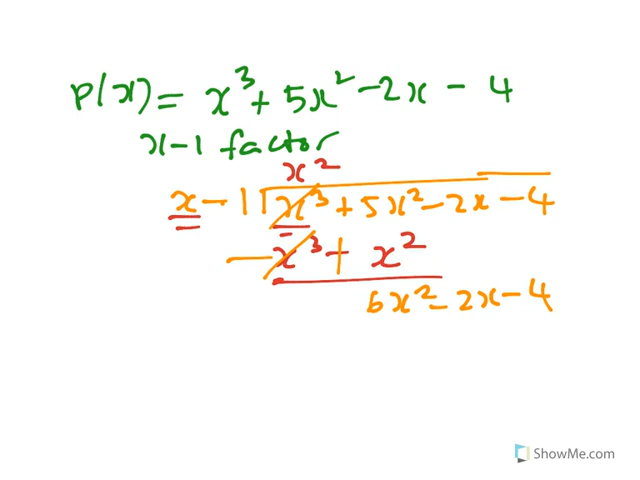 p(x) = x³ + 5x² - 2x - 4
x-1 factor
x²
x - 1 x³ + 5x² - 2x - 4
- x³ + x²
6x² - 2x - 4
ShowMe.com